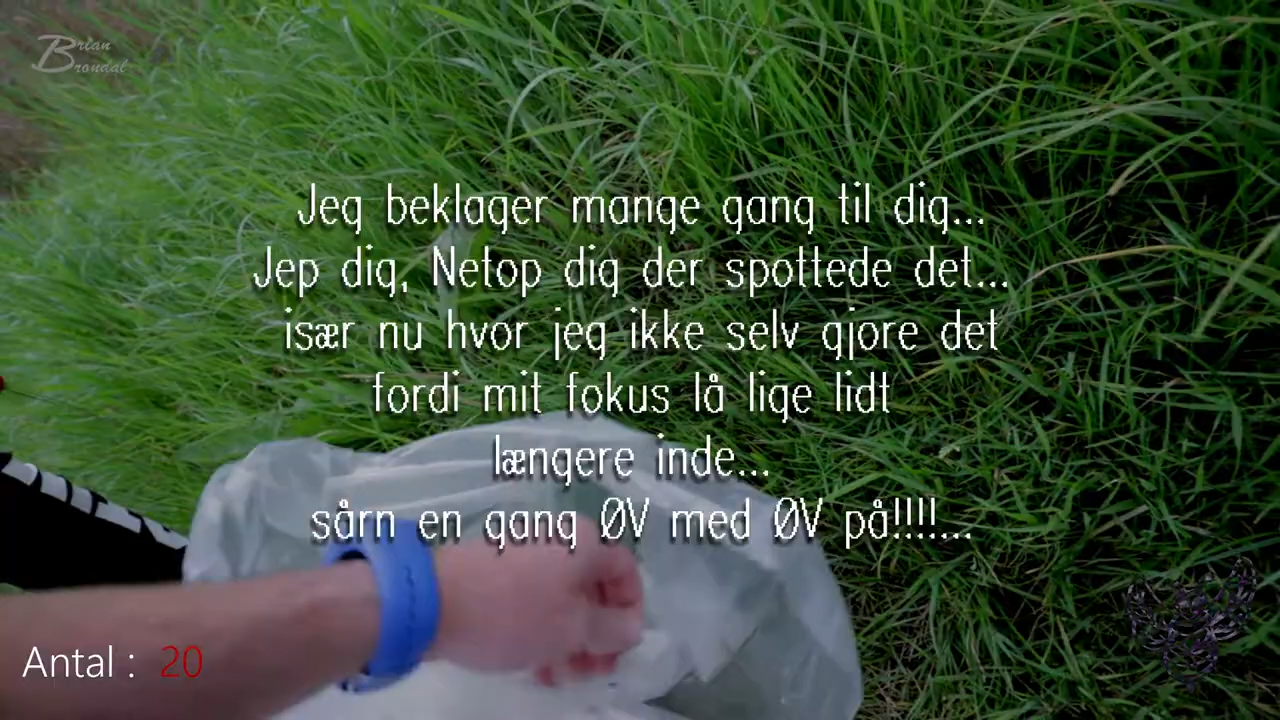 Brian
Brondal
Jeg beklager mange gang til dig...
Jep dig, Netop dig der spottede det...
især nu hvor jeg ikke selv gjore det
fordi mit fokus lå lige lidt
længere inde...
sårn en gang ØV med ØV på!!!!...
Antal : 20